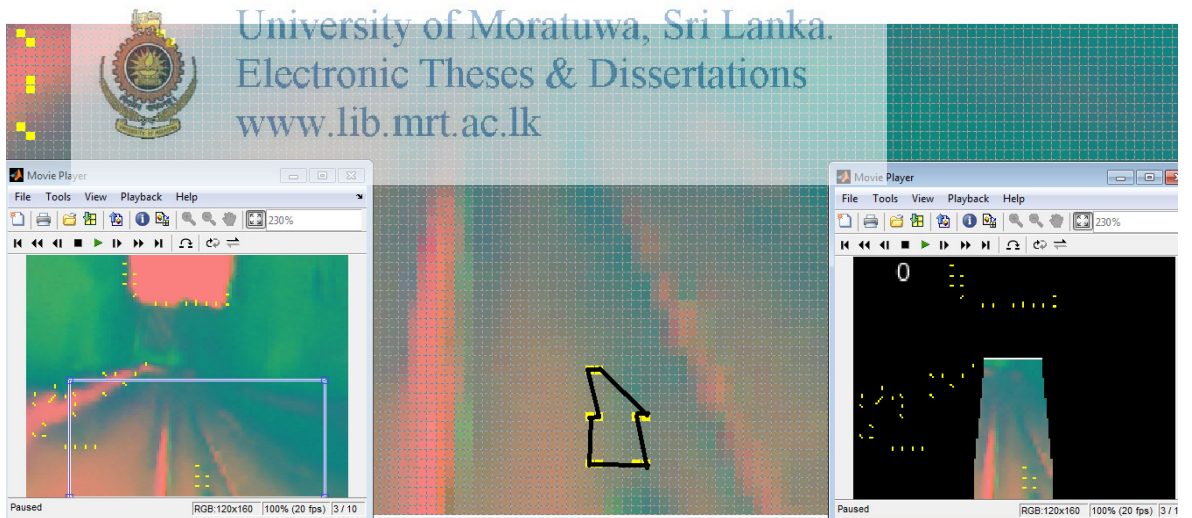 University of Moratuwa, Sri Lanka.
Electronic Theses & Dissertations
www.lib.mrt.ac.lk
Movie Player
File Tools View Playback Help
230%
Paused
RGB:120x160 100% (20 fps) 3 / 10
Movie Player
File Tools View Playback Help
230%
0
Paused
RGB:120x160 100% (20 fps) 3 / 1